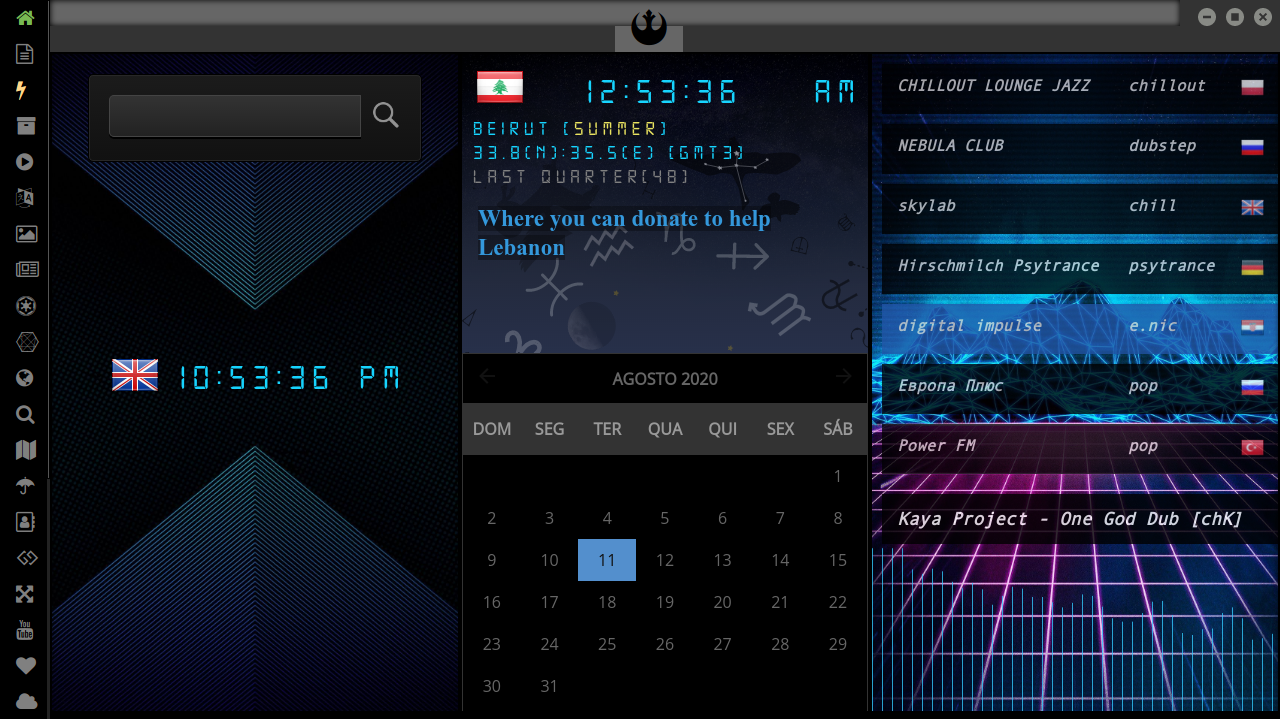 10:53:36 PM
12:53:36 AM
BEIRUT (SUMMER)
33.8(N):35.5(E) (GMT3)
LAST QUARTER(48)
Where you can donate to help
Lebanon
AGOSTO 2020
DOM SEG TER QUA QUI SEX SÁB
1
2 3 4 5 6 7 8
9 10 11 12 13 14 15
16 17 18 19 20 21 22
23 24 25 26 27 28 29
30 31
CHILLOUT LOUNGE JAZZ chillout
NEBULA CLUB dubstep
skylab chill
Hirschmilch Psytrance psytrance
digital impulse e.nic
Европа Плюс pop
Power FM pop
Kaya Project - One God Dub [chK]
You
Tube